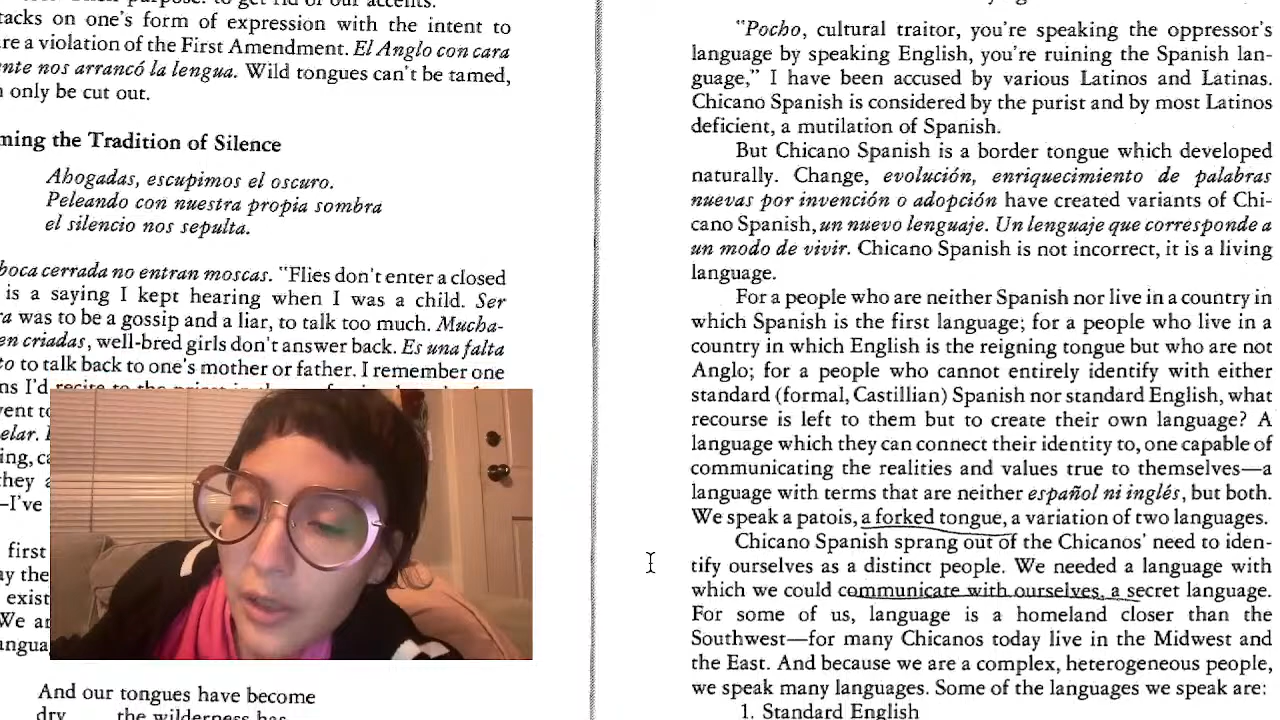 tacks on one's form of expression with the intent to
re a violation of the First Amendment. El Anglo con cara
nte nos arrancó la lengua. Wild tongues can't be tamed,
only be cut out.
ming the Tradition of Silence
Ahogadas, escupimos el oscuro.
Peleando con nuestra propia sombra
el silencio nos sepulta.
boca cerrada no entran moscas. "Flies don't enter a closed
is a saying I kept hearing when I was a child. Ser
a was to be a gossip and a liar, to talk too much. Mucha-
en criadas, well-bred girls don't answer back. Es una falta
to to talk back to one's mother or father. I remember one
ns I'd recite to the priest in the
vent to
elar.
ing, ca
they a
—I've
first
ay the
exist
We ar
angua
And our tongues have become
dry the wilderness has
"Pocho, cultural traitor, you're speaking the oppressor's
language by speaking English, you're ruining the Spanish lan-
guage," I have been accused by various Latinos and Latinas.
Chicano Spanish is considered by the purist and by most Latinos
deficient, a mutilation of Spanish.
But Chicano Spanish is a border tongue which developed
naturally. Change, evolución, enriquecimiento de palabras
nuevas por invención o adopción have created variants of Chi-
cano Spanish, un nuevo lenguaje. Un lenguaje que corresponde a
un modo de vivir. Chicano Spanish is not incorrect, it is a living
language.
For a people who are neither Spanish nor live in a country in
which Spanish is the first language; for a people who live in a
country in which English is the reigning tongue but who are not
Anglo; for a people who cannot entirely identify with either
standard (formal, Castillian) Spanish nor standard English, what
recourse is left to them but to create their own language? A
language which they can connect their identity to, one capable of
communicating the realities and values true to themselves—a
language with terms that are neither español ni inglés, but both.
We speak a patois, a forked tongue, a variation of two languages.
Chicano Spanish sprang out of the Chicanos' need to iden-
tify ourselves as a distinct people. We needed a language with
which we could communicate with ourselves, a secret language.
For some of us, language is a homeland closer than the
Southwest—for many Chicanos today live in the Midwest and
the East. And because we are a complex, heterogeneous people,
we speak many languages. Some of the languages we speak are:
1. Standard English